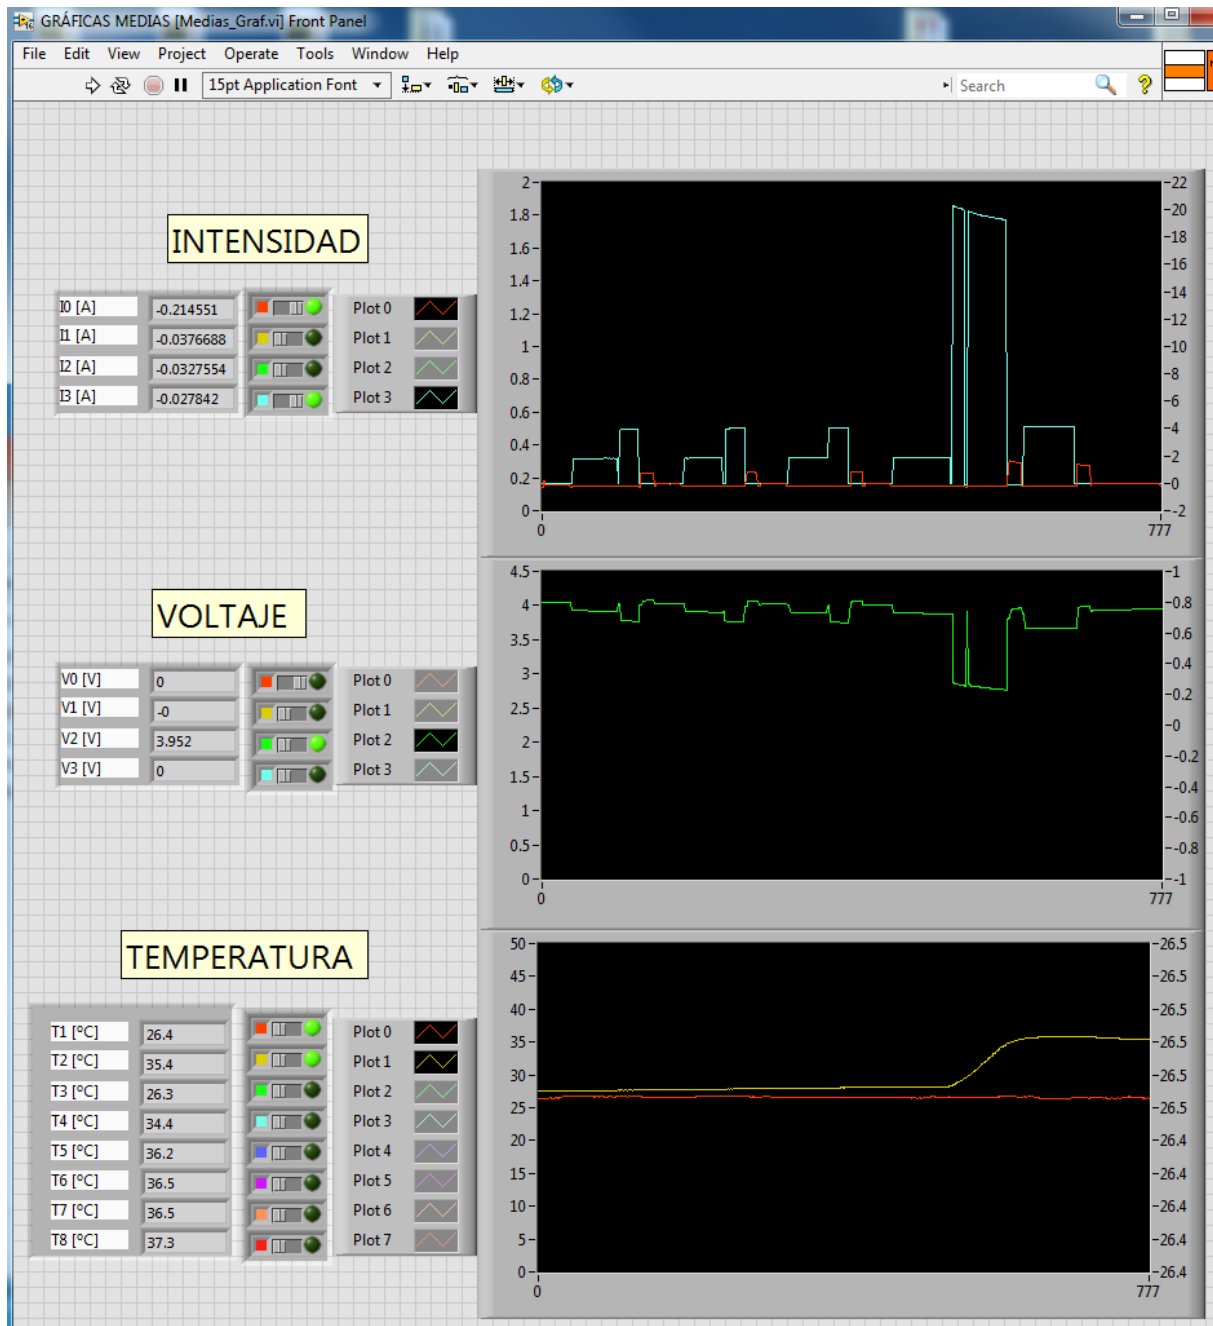 GRÁFICAS MEDIAS [Medias_Graf.vi] Front Panel
File Edit View Project Operate Tools Window Help
15pt Application Font Search
INTENSIDAD
I0 [A] -0.214551 Plot 0
I1 [A] -0.0376688 Plot 1
I2 [A] -0.0327554 Plot 2
I3 [A] -0.027842 Plot 3
2 22
1.8 20
1.6 18
16
1.4 14
1.2 12
1 10
0.8 8
0.6 6
0.4 4
2
0.2 0
0 -2
0 777
VOLTAJE
V0 [V] 0 Plot 0
V1 [V] -0 Plot 1
V2 [V] 3.952 Plot 2
V3 [V] 0 Plot 3
4.5 1
4 0.8
3.5 0.6
3 0.4
0.2
2.5 0
2 -0.2
1.5 -0.4
1 -0.6
0.5 -0.8
0 -1
0 777
TEMPERATURA
T1 [ºC] 26.4 Plot 0
T2 [ºC] 35.4 Plot 1
T3 [ºC] 26.3 Plot 2
T4 [ºC] 34.4 Plot 3
T5 [ºC] 36.2 Plot 4
T6 [ºC] 36.5 Plot 5
T7 [ºC] 36.5 Plot 6
T8 [ºC] 37.3 Plot 7
50 26.5
45 26.5
40 26.5
35 26.5
30 26.5
25 26.5
20 26.4
15 26.4
10 26.4
5 26.4
0 26.4
0 777